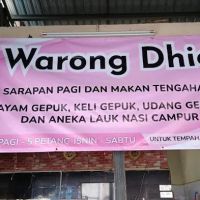 Warong Dhi
SARAPAN PAGI DAN MAKAN TENGAHA
AYAM GEPUK, KELI GEPUK, UDANG GE
DAN ANEKA LAUK NASI CAMPUR
PAGI - 5 PETANG ISNIN - SABTU
UNTUK TEMPAH